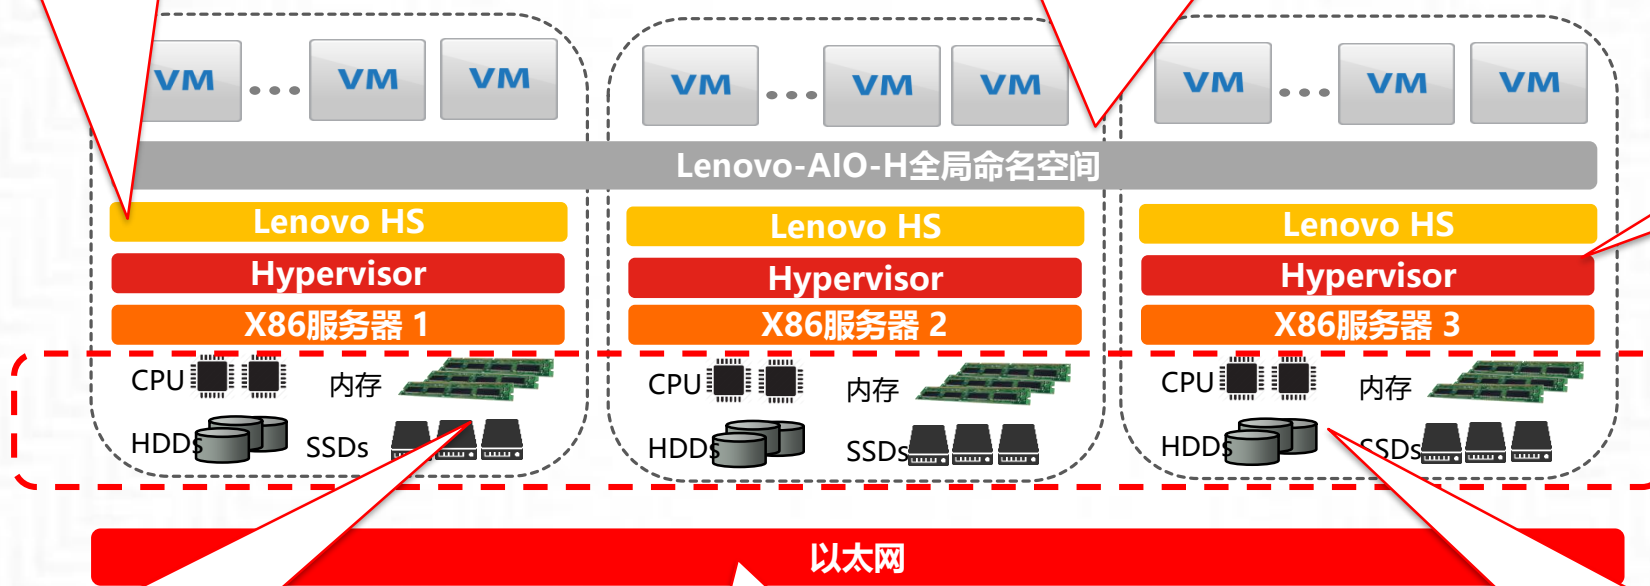 VM ... VM VM
VM ... VM VM
VM ... VM VM
Lenovo-AIO-H全局命名空间
Lenovo HS
Lenovo HS
Lenovo HS
Hypervisor
Hypervisor
Hypervisor
X86服务器 1
X86服务器 2
X86服务器 3
CPU 内存
CPU 内存
CPU 内存
HDDs SSDs
HDDs SSDs
HDDs SSDs
以太网